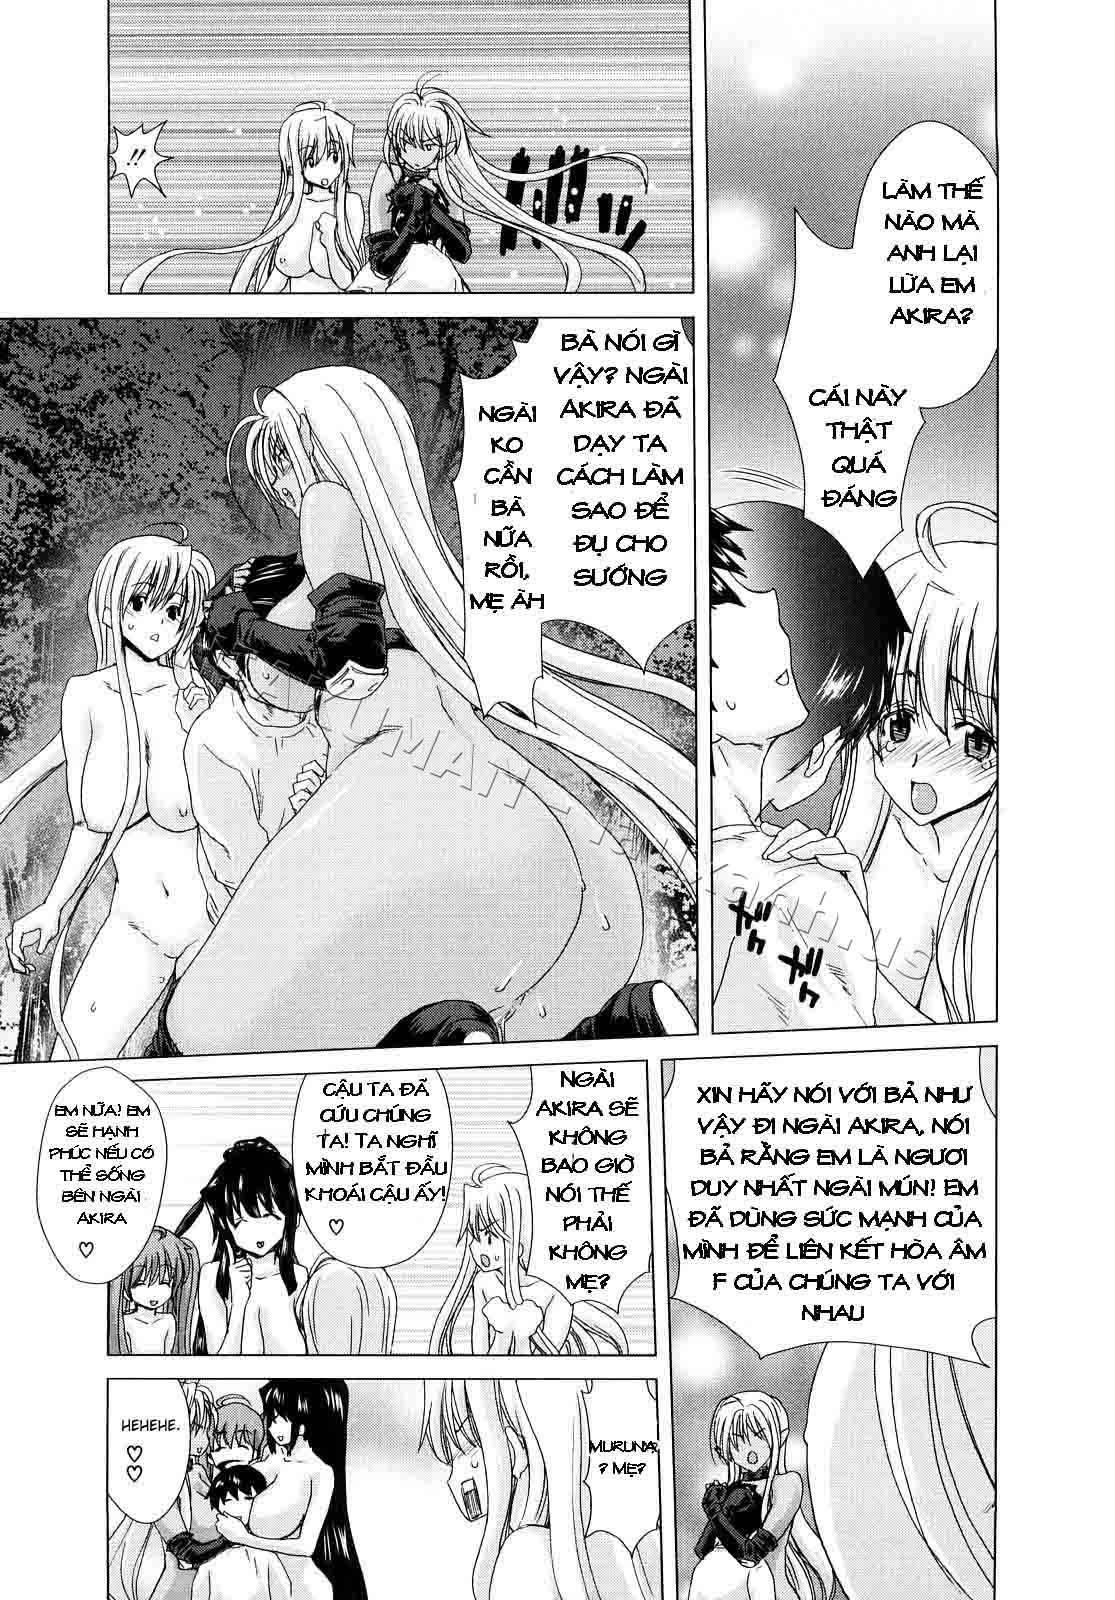 LÀM THẾ
NÀO MÃ
ANH LẠI
LỪA EM
AKIRA?
CÁI NÀY
THẬT
QUÁ
ĐÁNG
!!
BÀ NÓI GÌ
VẬY? NGÀI
AKIRA ĐÃ
DẠY TA
CÁCH LÀM
SAO ĐỂ
ĐỤ CHO
SƯỚNG
NGÀI
KO
CẦN
BÀ
NỮA
RỒI,
MẸ ÀH
XIN HÃY NÓI VỚI BẢ NHƯ
VẬY ĐI NGÀI AKIRA, NÓI
BẢ RẰNG EM LÀ NGƯƠI
DUY NHẤT NGÀI MÚN! EM
ĐÃ DÙNG SỨC MẠNH CỦA
MÌNH ĐỂ LIÊN KẾT HÒA ÂM
F CỦA CHÚNG TA VỚI
NHAU
NGÀI
AKIRA SẼ
KHÔNG
BAO GIỜ
NÓI THẾ
PHẢI
KHÔNG
MẸ?
CẬU TA ĐÃ
CỨU CHÚNG
TA! TA NGHĨ
MÌNH BẮT ĐẦU
KHOÁI CẬU ẤY!
♡
EM NỮA! EM
SẼ HẠNH
PHÚC NẾU CÓ
THỂ SỐNG
BÊN NGÀI
AKIRA
♡
MURUNA
? MẸ?
HEHEHE.
♡
♡